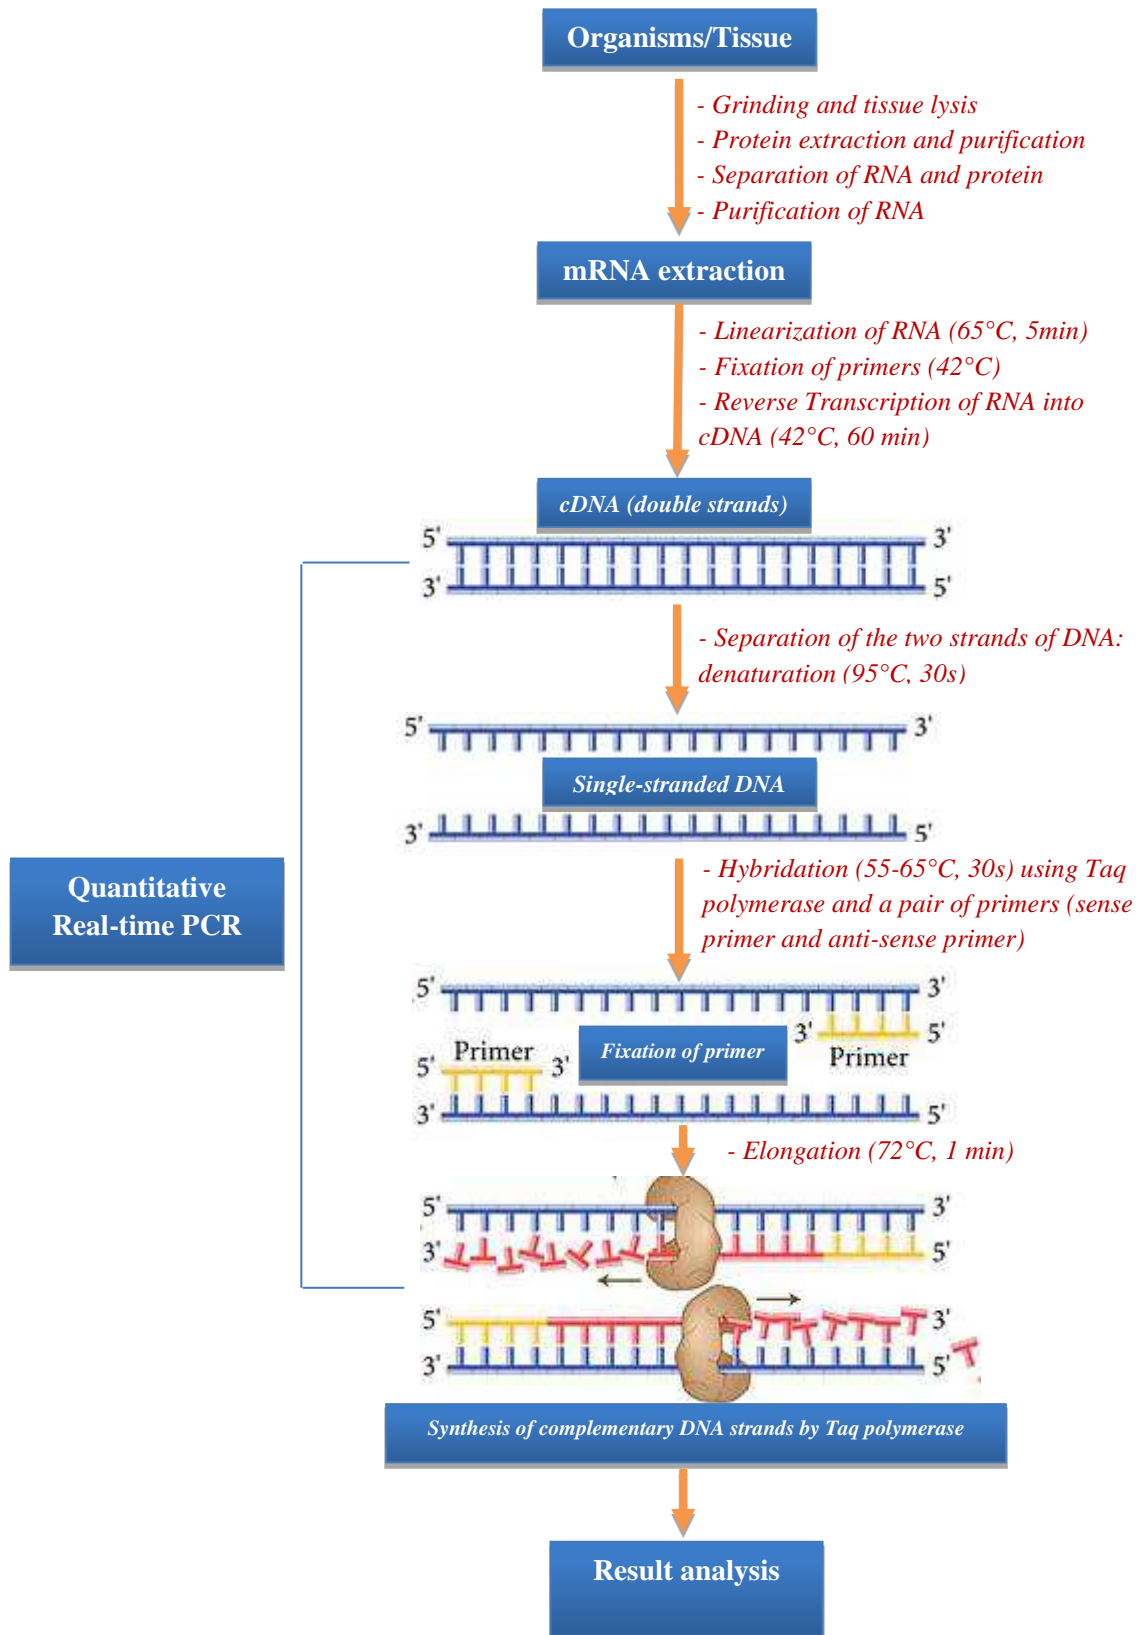 Organisms/Tissue
- Grinding and tissue lysis
- Protein extraction and purification
- Separation of RNA and protein
- Purification of RNA
mRNA extraction
- Linearization of RNA (65°C, 5min)
- Fixation of primers (42°C)
- Reverse Transcription of RNA into
cDNA (42°C, 60 min)
cDNA (double strands)
5' 3'
3' 5'
- Separation of the two strands of DNA:
denaturation (95°C, 30s)
5' 3'
Single-stranded DNA
3' 5'
Quantitative
Real-time PCR
- Hybridation (55-65°C, 30s) using Taq
polymerase and a pair of primers (sense
primer and anti-sense primer)
5' 3'
3' 5'
Primer
Fixation of primer
Primer
5' 3'
3' 5'
- Elongation (72°C, 1 min)
5' 3'
3' 5'
5' 3'
3' 5'
Synthesis of complementary DNA strands by Taq polymerase
Result analysis